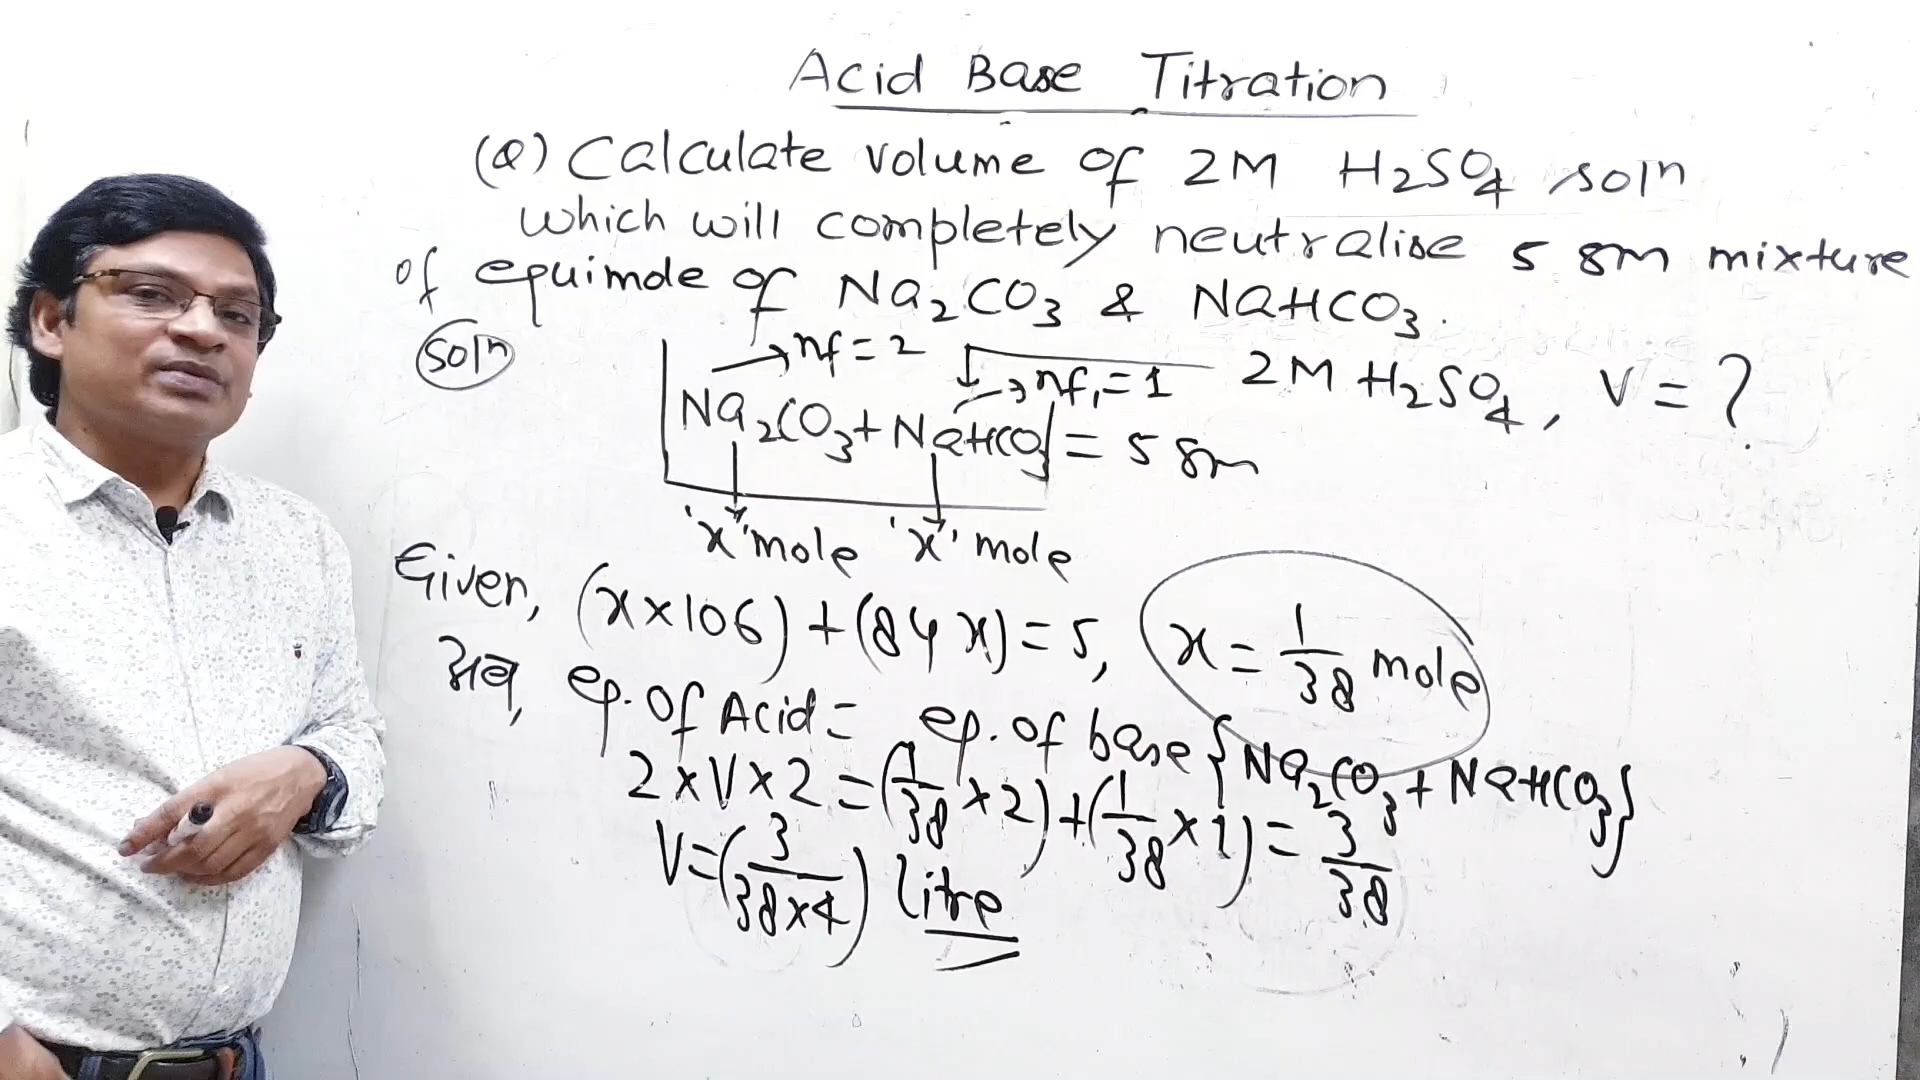 Acid Base Titration
(Q) Calculate volume of 2M H₂SO₄ solⁿ
which will completely neutralise 5 gm mixture
of equimole of Na₂CO₃ & NaHCO₃.
Solⁿ
→ nf = 2
→ nf₁ = 1
2M H₂SO₄, V = ?
Na₂CO₃ + NaHCO₃ = 5 gm
'x' mole 'x' mole
Given, (x×106) + (84x) = 5, x = 1/38 mole
अब, eq. of Acid = eq. of base {Na₂CO₃ + NaHCO₃}
2×V×2 = (1/38 ×2) + (1/38 ×1) = 3/38
V = (3/38×4) litre